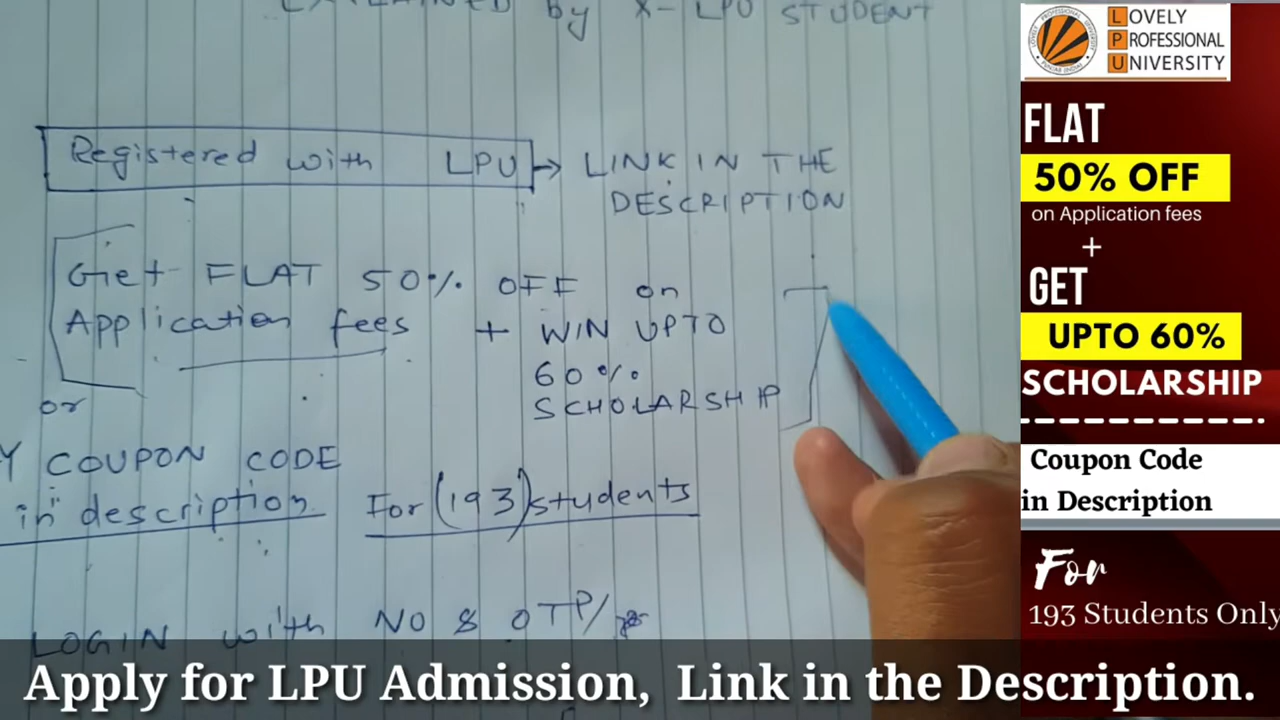 EXPLAINED by X-LPU STUDENT
Registered with LPU → LINK IN THE
DESCRIPTION
Get FLAT 50% OFF on
Application fees + WIN UPTO
60%
SCHOLARSHIP
or
Y COUPON CODE
in description. For (193) students
LOGIN with NO & OTP/
LOVELY
PROFESSIONAL
UNIVERSITY
FLAT
50% OFF
on Application fees
+
GET
UPTO 60%
SCHOLARSHIP
Coupon Code
in Description
For
193 Students Only
Apply for LPU Admission, Link in the Description.